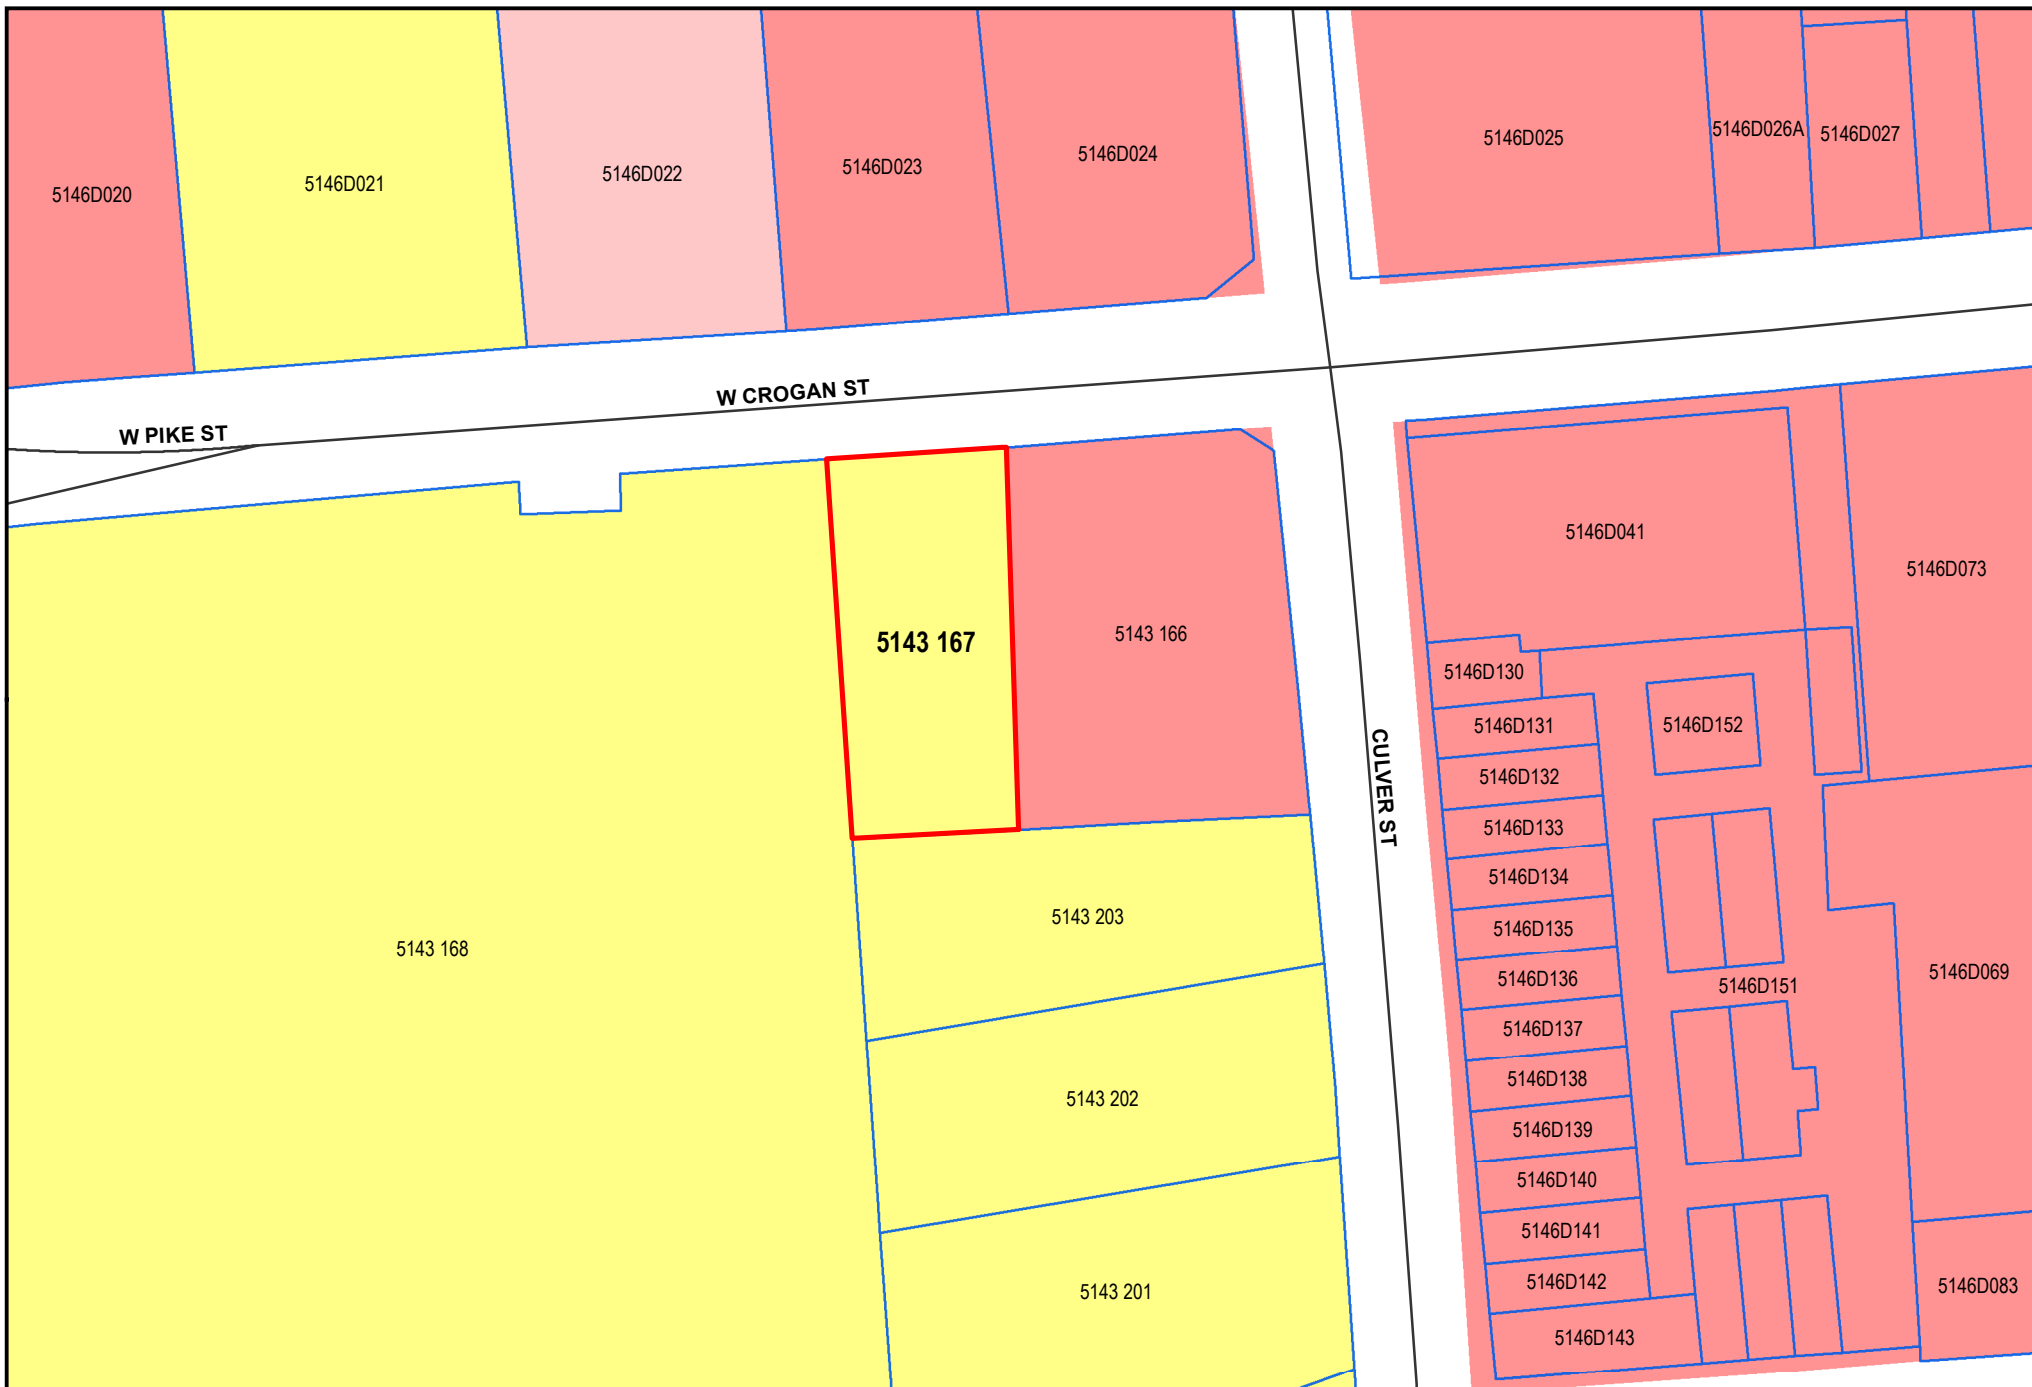 5146D020
5146D021
5146D022
5146D023
5146D024
5146D025
5146D026A
5146D027
W CROGAN ST
W PIKE ST
5146D041
5146D073
5143 167
5143 166
5146D130
5146D131
5146D152
5146D132
CULVER ST
5146D133
5146D134
5143 203
5146D135
5143 168
5146D136
5146D069
5146D151
5146D137
5146D138
5143 202
5146D139
5146D140
5146D141
5146D142
5143 201
5146D083
5146D143